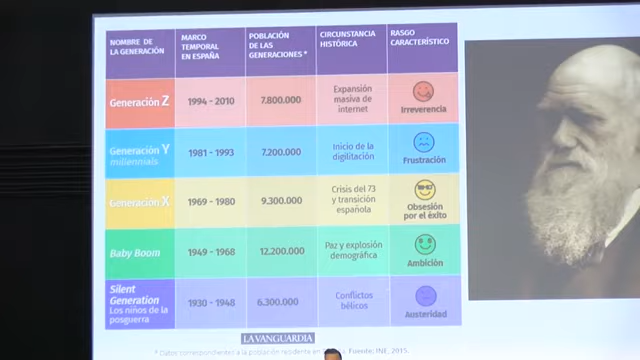 NOMBRE DE
LA GENERACIÓN
MARCO
TEMPORAL
EN ESPAÑA
POBLACIÓN
DE LAS
GENERACIONES *
CIRCUNSTANCIA
HISTÓRICA
RASGO
CARACTERÍSTICO
Generación Z
1994 - 2010
7.800.000
Expansión
masiva de
internet
Irreverencia
Generación Y
millennials
1981 - 1993
7.200.000
Inicio de la
digilitación
Frustración
Generación X
1969 - 1980
9.300.000
Crisis del 73
y transición
española
Obsesión
por el éxito
Baby Boom
1949 - 1968
12.200.000
Paz y explosión
demográfica
Ambición
Silent
Generation
Los niños de la
posguerra
1930 - 1948
6.300.000
Conflictos
bélicos
Austeridad
LA VANGUARDIA
* Datos correspondientes a la población residente en Fuente: INE, 2015.